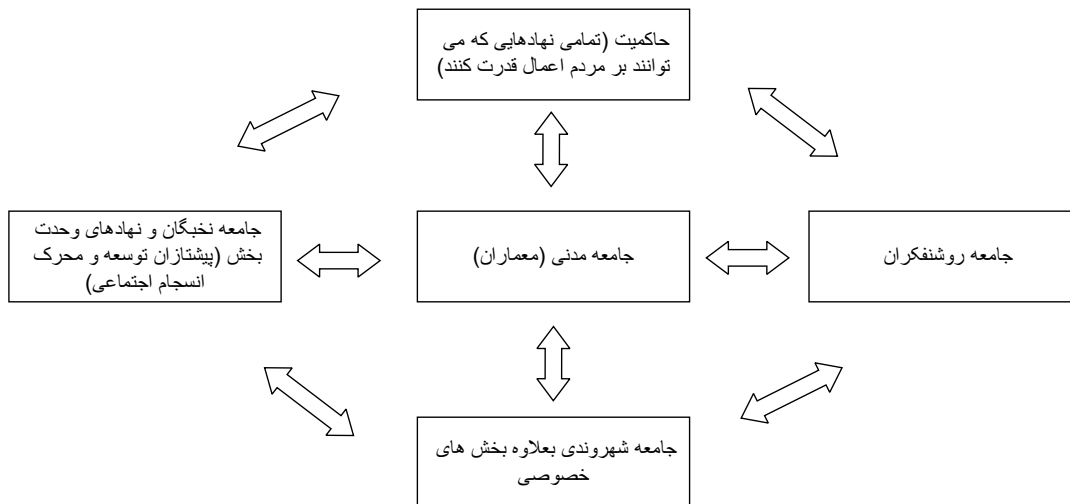 حاکمیت (تمامی نهادهایی که می
توانند بر مردم اعمال قدرت کنند)
جامعه نخبگان و نهادهای وحدت
بخش (پیشتازان توسعه و محرک
انسجام اجتماعی)
جامعه مدنی (معماران)
جامعه روشنفکران
جامعه شهروندی بعلاوه بخش های
خصوصی